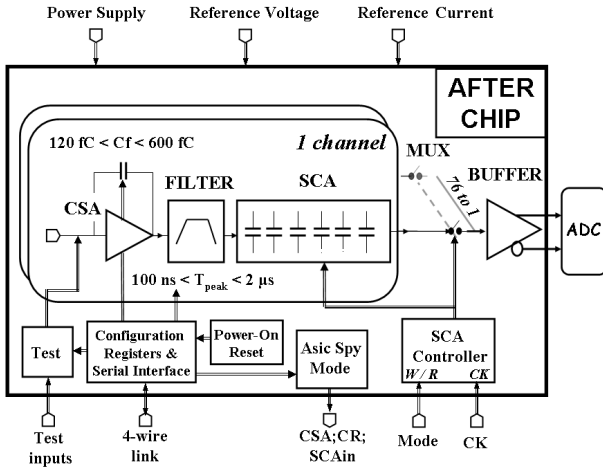 Power Supply
Reference Voltage
Reference Current
AFTER
CHIP
120 fC < Cf < 600 fC
1 channel
MUX
FILTER
SCA
BUFFER
CSA
76 to 1
ADC
100 ns < Tpeak < 2 µs
Test
Configuration
Registers &
Serial Interface
Power-On
Reset
Asic Spy
Mode
SCA
Controller
W / R
CK
Test
inputs
4-wire
link
CSA;CR;
SCAin
Mode
CK